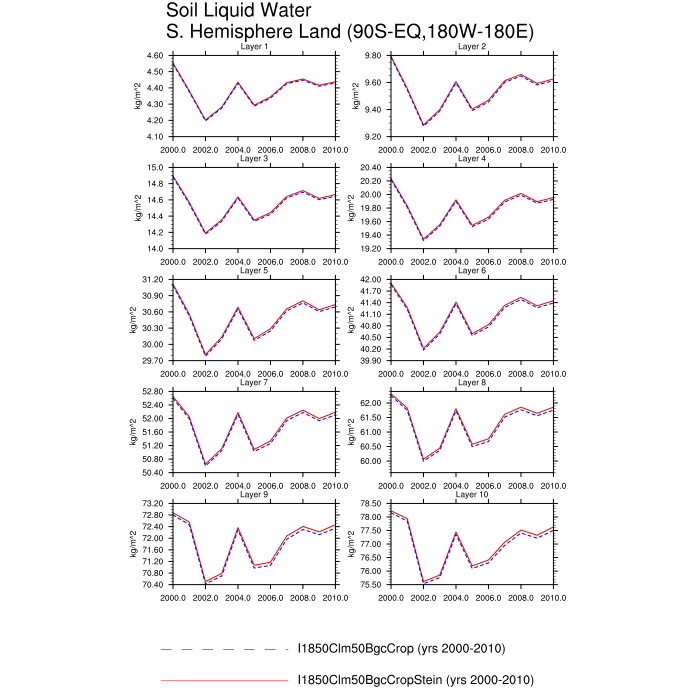 Soil Liquid Water
S. Hemisphere Land (90S-EQ,180W-180E)
Layer 1
Layer 2
kg/m^2
4.60
4.50
4.40
4.30
4.20
4.10
2000.0 2002.0 2004.0 2006.0 2008.0 2010.0
kg/m^2
9.80
9.60
9.40
9.20
2000.0 2002.0 2004.0 2006.0 2008.0 2010.0
Layer 3
Layer 4
kg/m^2
15.0
14.8
14.6
14.4
14.2
14.0
2000.0 2002.0 2004.0 2006.0 2008.0 2010.0
kg/m^2
20.40
20.20
20.00
19.80
19.60
19.40
19.20
2000.0 2002.0 2004.0 2006.0 2008.0 2010.0
Layer 5
Layer 6
kg/m^2
31.20
30.90
30.60
30.30
30.00
29.70
2000.0 2002.0 2004.0 2006.0 2008.0 2010.0
kg/m^2
42.00
41.70
41.40
41.10
40.80
40.50
40.20
39.90
2000.0 2002.0 2004.0 2006.0 2008.0 2010.0
Layer 7
Layer 8
kg/m^2
52.80
52.40
52.00
51.60
51.20
50.80
50.40
2000.0 2002.0 2004.0 2006.0 2008.0 2010.0
kg/m^2
62.00
61.50
61.00
60.50
60.00
2000.0 2002.0 2004.0 2006.0 2008.0 2010.0
Layer 9
Layer 10
kg/m^2
73.20
72.80
72.40
72.00
71.60
71.20
70.80
70.40
2000.0 2002.0 2004.0 2006.0 2008.0 2010.0
kg/m^2
78.50
78.00
77.50
77.00
76.50
76.00
75.50
2000.0 2002.0 2004.0 2006.0 2008.0 2010.0
I1850Clm50BgcCrop (yrs 2000-2010)
I1850Clm50BgcCropStein (yrs 2000-2010)